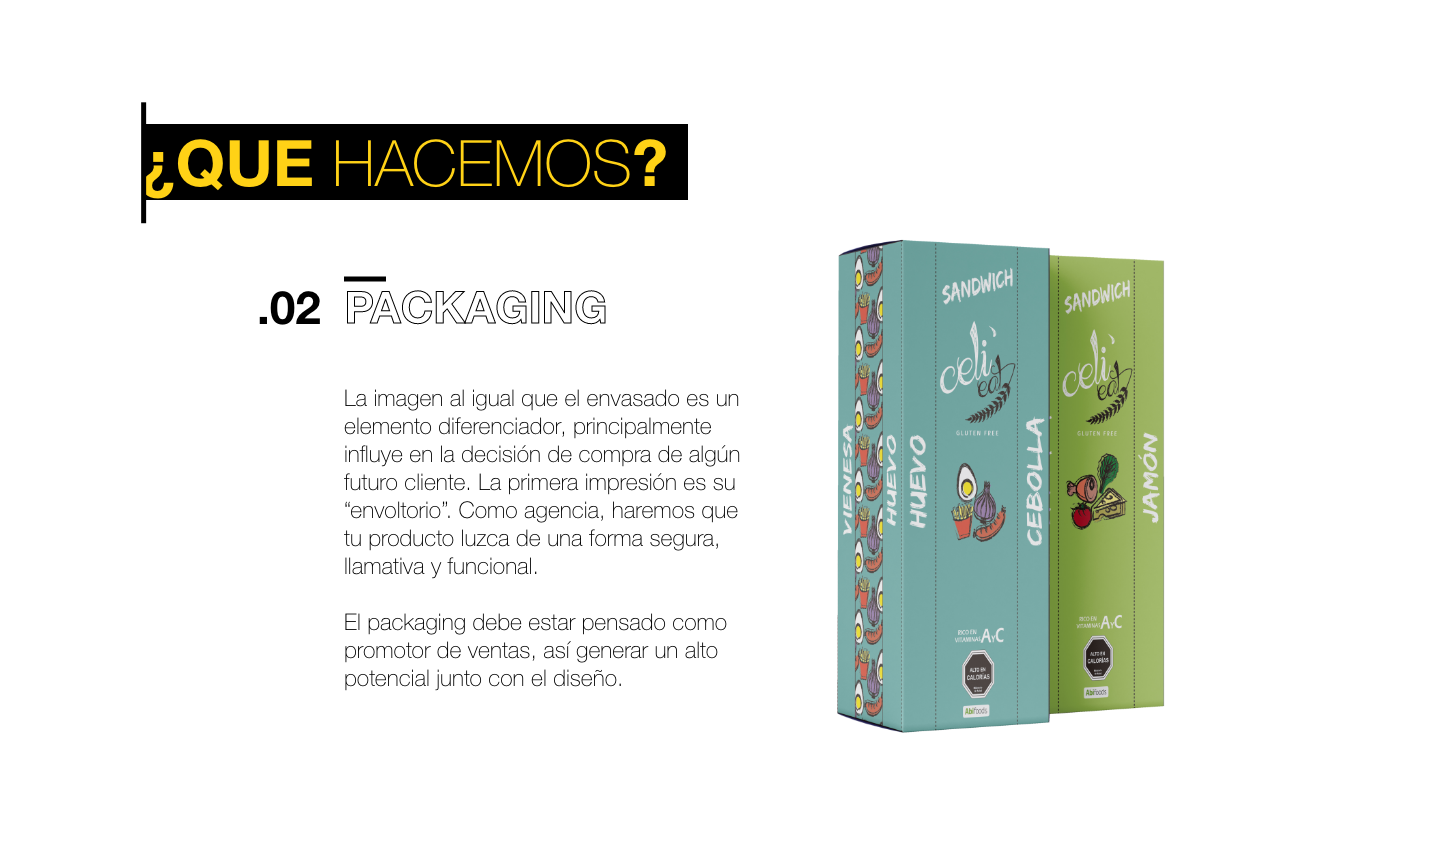 ¿QUE HACEMOS?
.02 PACKAGING
La imagen al igual que el envasado es un
elemento diferenciador, principalmente
influye en la decisión de compra de algún
futuro cliente. La primera impresión es su
“envoltorio”. Como agencia, haremos que
tu producto luzca de una forma segura,
llamativa y funcional.
El packaging debe estar pensado como
promotor de ventas, así generar un alto
potencial junto con el diseño.
VIENESA
HUEVO
HUEVO
SANDWICH
celi
eat
GLUTEN FREE
CEBOLLA
RICO EN
VITAMINAS A Y C
ALTO EN
CALORÍAS
Abifoods
SANDWICH
celi
eat
GLUTEN FREE
JAMÓN
RICO EN
VITAMINAS A Y C
ALTO EN
CALORÍAS
Abifoods